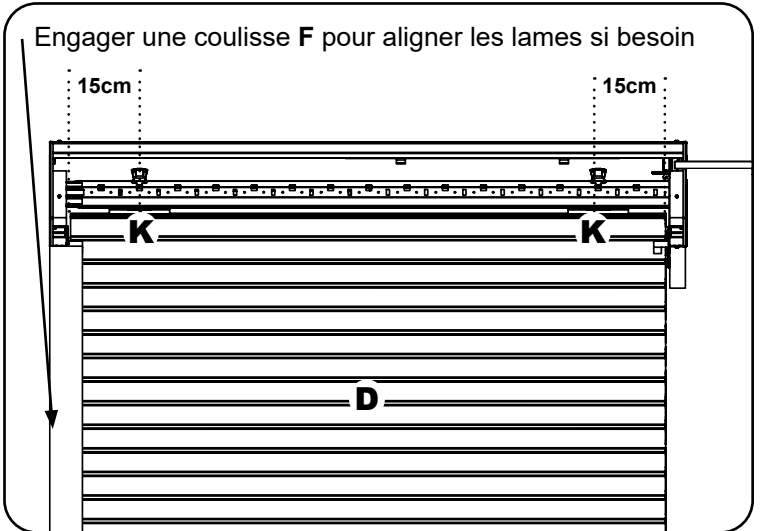 Engager une coulisse F pour aligner les lames si besoin
15cm 15cm
K K
D